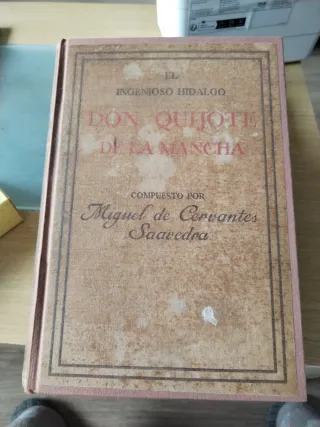 EL
INGENIOSO HIDALGO
DON QUIJOTE
DE LA MANCHA
COMPUESTO POR
Miguel de Cervantes
Saavedra